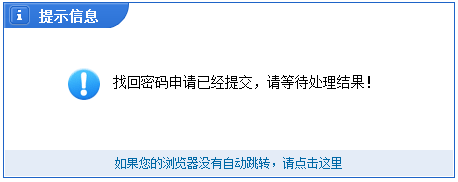 提示信息
找回密码申请已经提交，请等待处理结果！
如果您的浏览器没有自动跳转，请点击这里